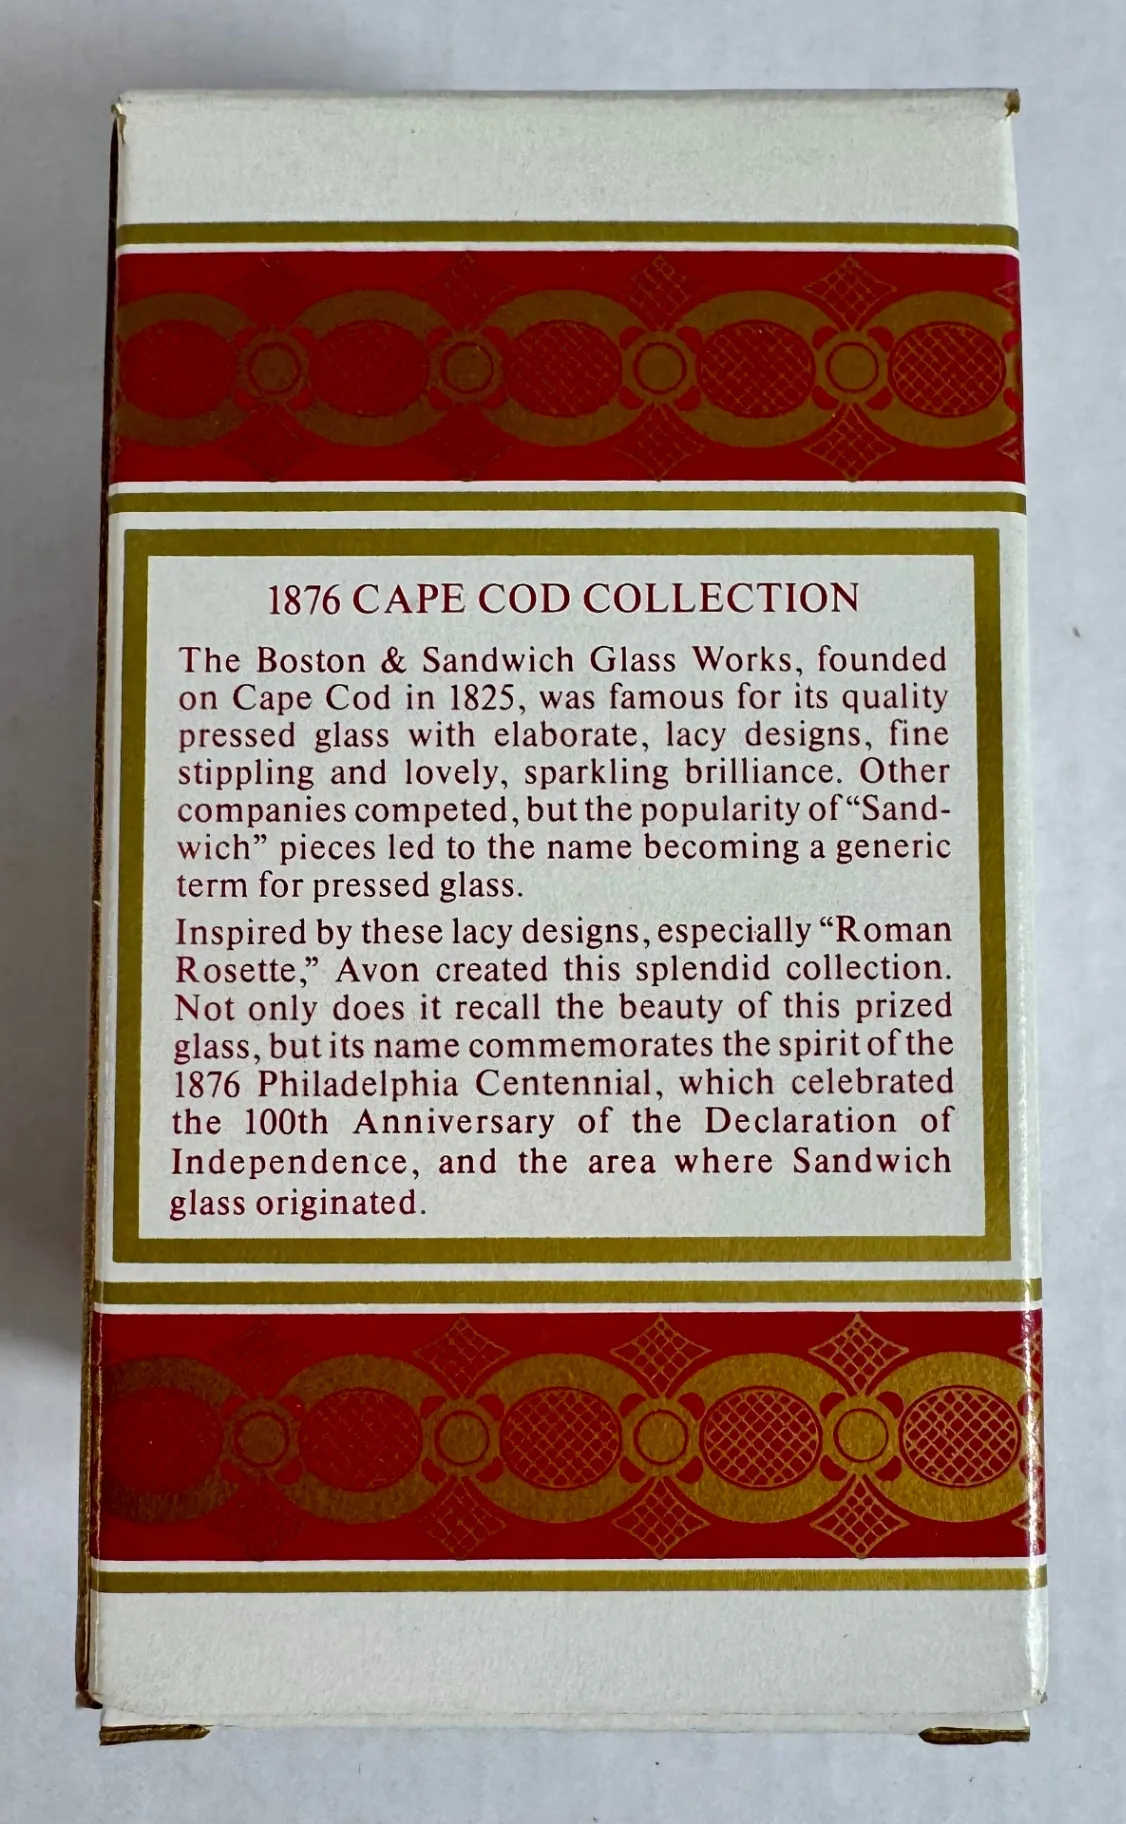 1876 CAPE COD COLLECTION
The Boston & Sandwich Glass Works, founded
on Cape Cod in 1825, was famous for its quality
pressed glass with elaborate, lacy designs, fine
stippling and lovely, sparkling brilliance. Other
companies competed, but the popularity of “Sand-
wich” pieces led to the name becoming a generic
term for pressed glass.
Inspired by these lacy designs, especially “Roman
Rosette,” Avon created this splendid collection.
Not only does it recall the beauty of this prized
glass, but its name commemorates the spirit of the
1876 Philadelphia Centennial, which celebrated
the 100th Anniversary of the Declaration of
Independence, and the area where Sandwich
glass originated.